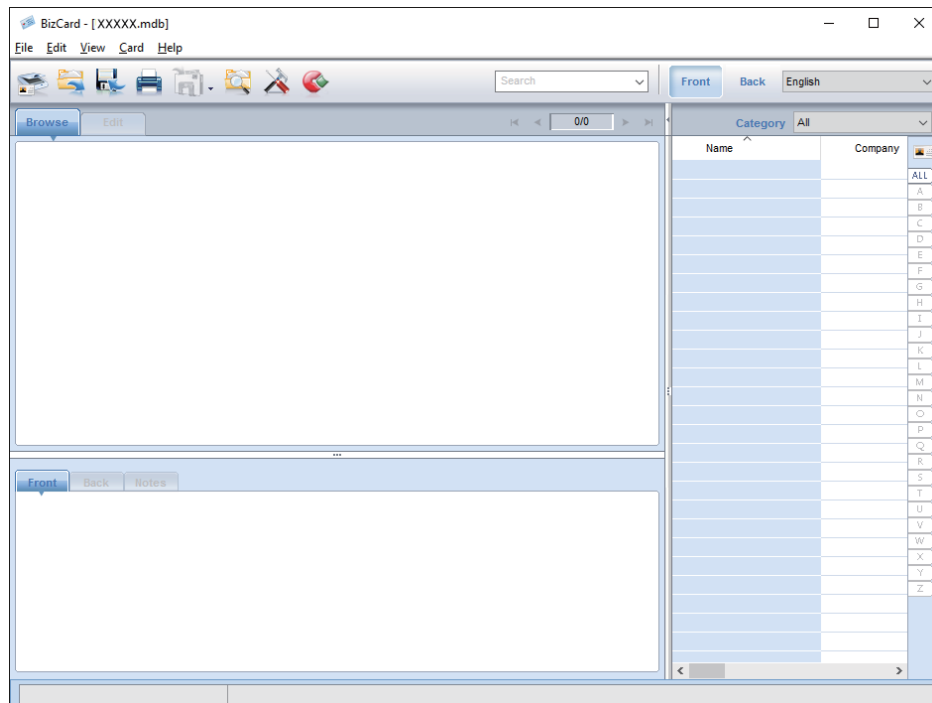 BizCard - [ XXXXX.mdb]
File Edit View Card Help
Search
Front Back English
Browse Edit 0/0 Category All
Name Company
ALL
A
B
C
D
E
F
G
H
I
J
K
L
M
N
O
P
Q
R
S
T
U
V
W
X
Y
Z
Front Back Notes